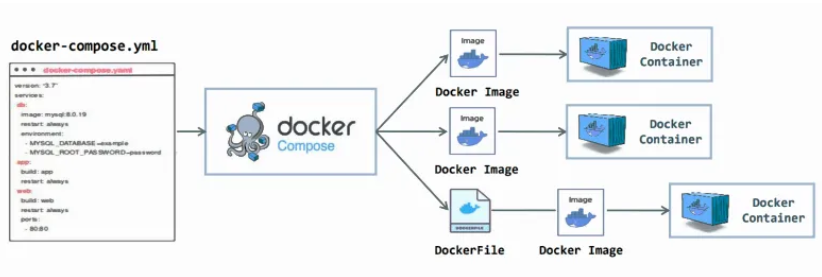 docker-compose.yml
docker-compose.yaml
version: "3.7"
services:
db:
image: mysql:8.0.19
restart: always
environment:
- MYSQL_DATABASE=example
- MYSQL_ROOT_PASSWORD=password
app:
build: app
restart: always
web:
build: web
restart: always
ports:
- 80:80
docker
Compose
Image
Docker Image
Docker
Container
Image
Docker Image
Docker
Container
DOCKERFILE
DockerFile
Image
Docker Image
Docker
Container